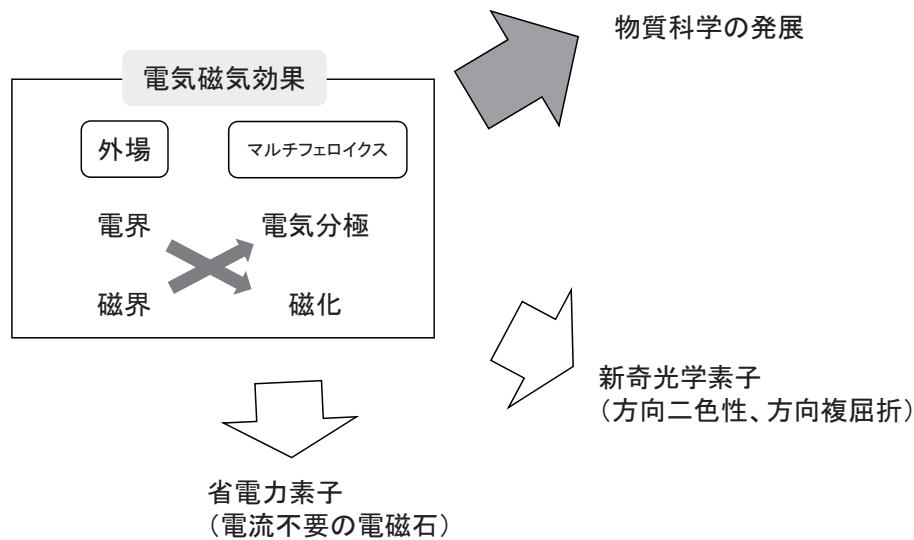 物質科学の発展
電気磁気効果
外場
マルチフェロイクス
電界
電気分極
磁界
磁化
新奇光学素子
（方向二色性、方向複屈折）
省電力素子
（電流不要の電磁石）